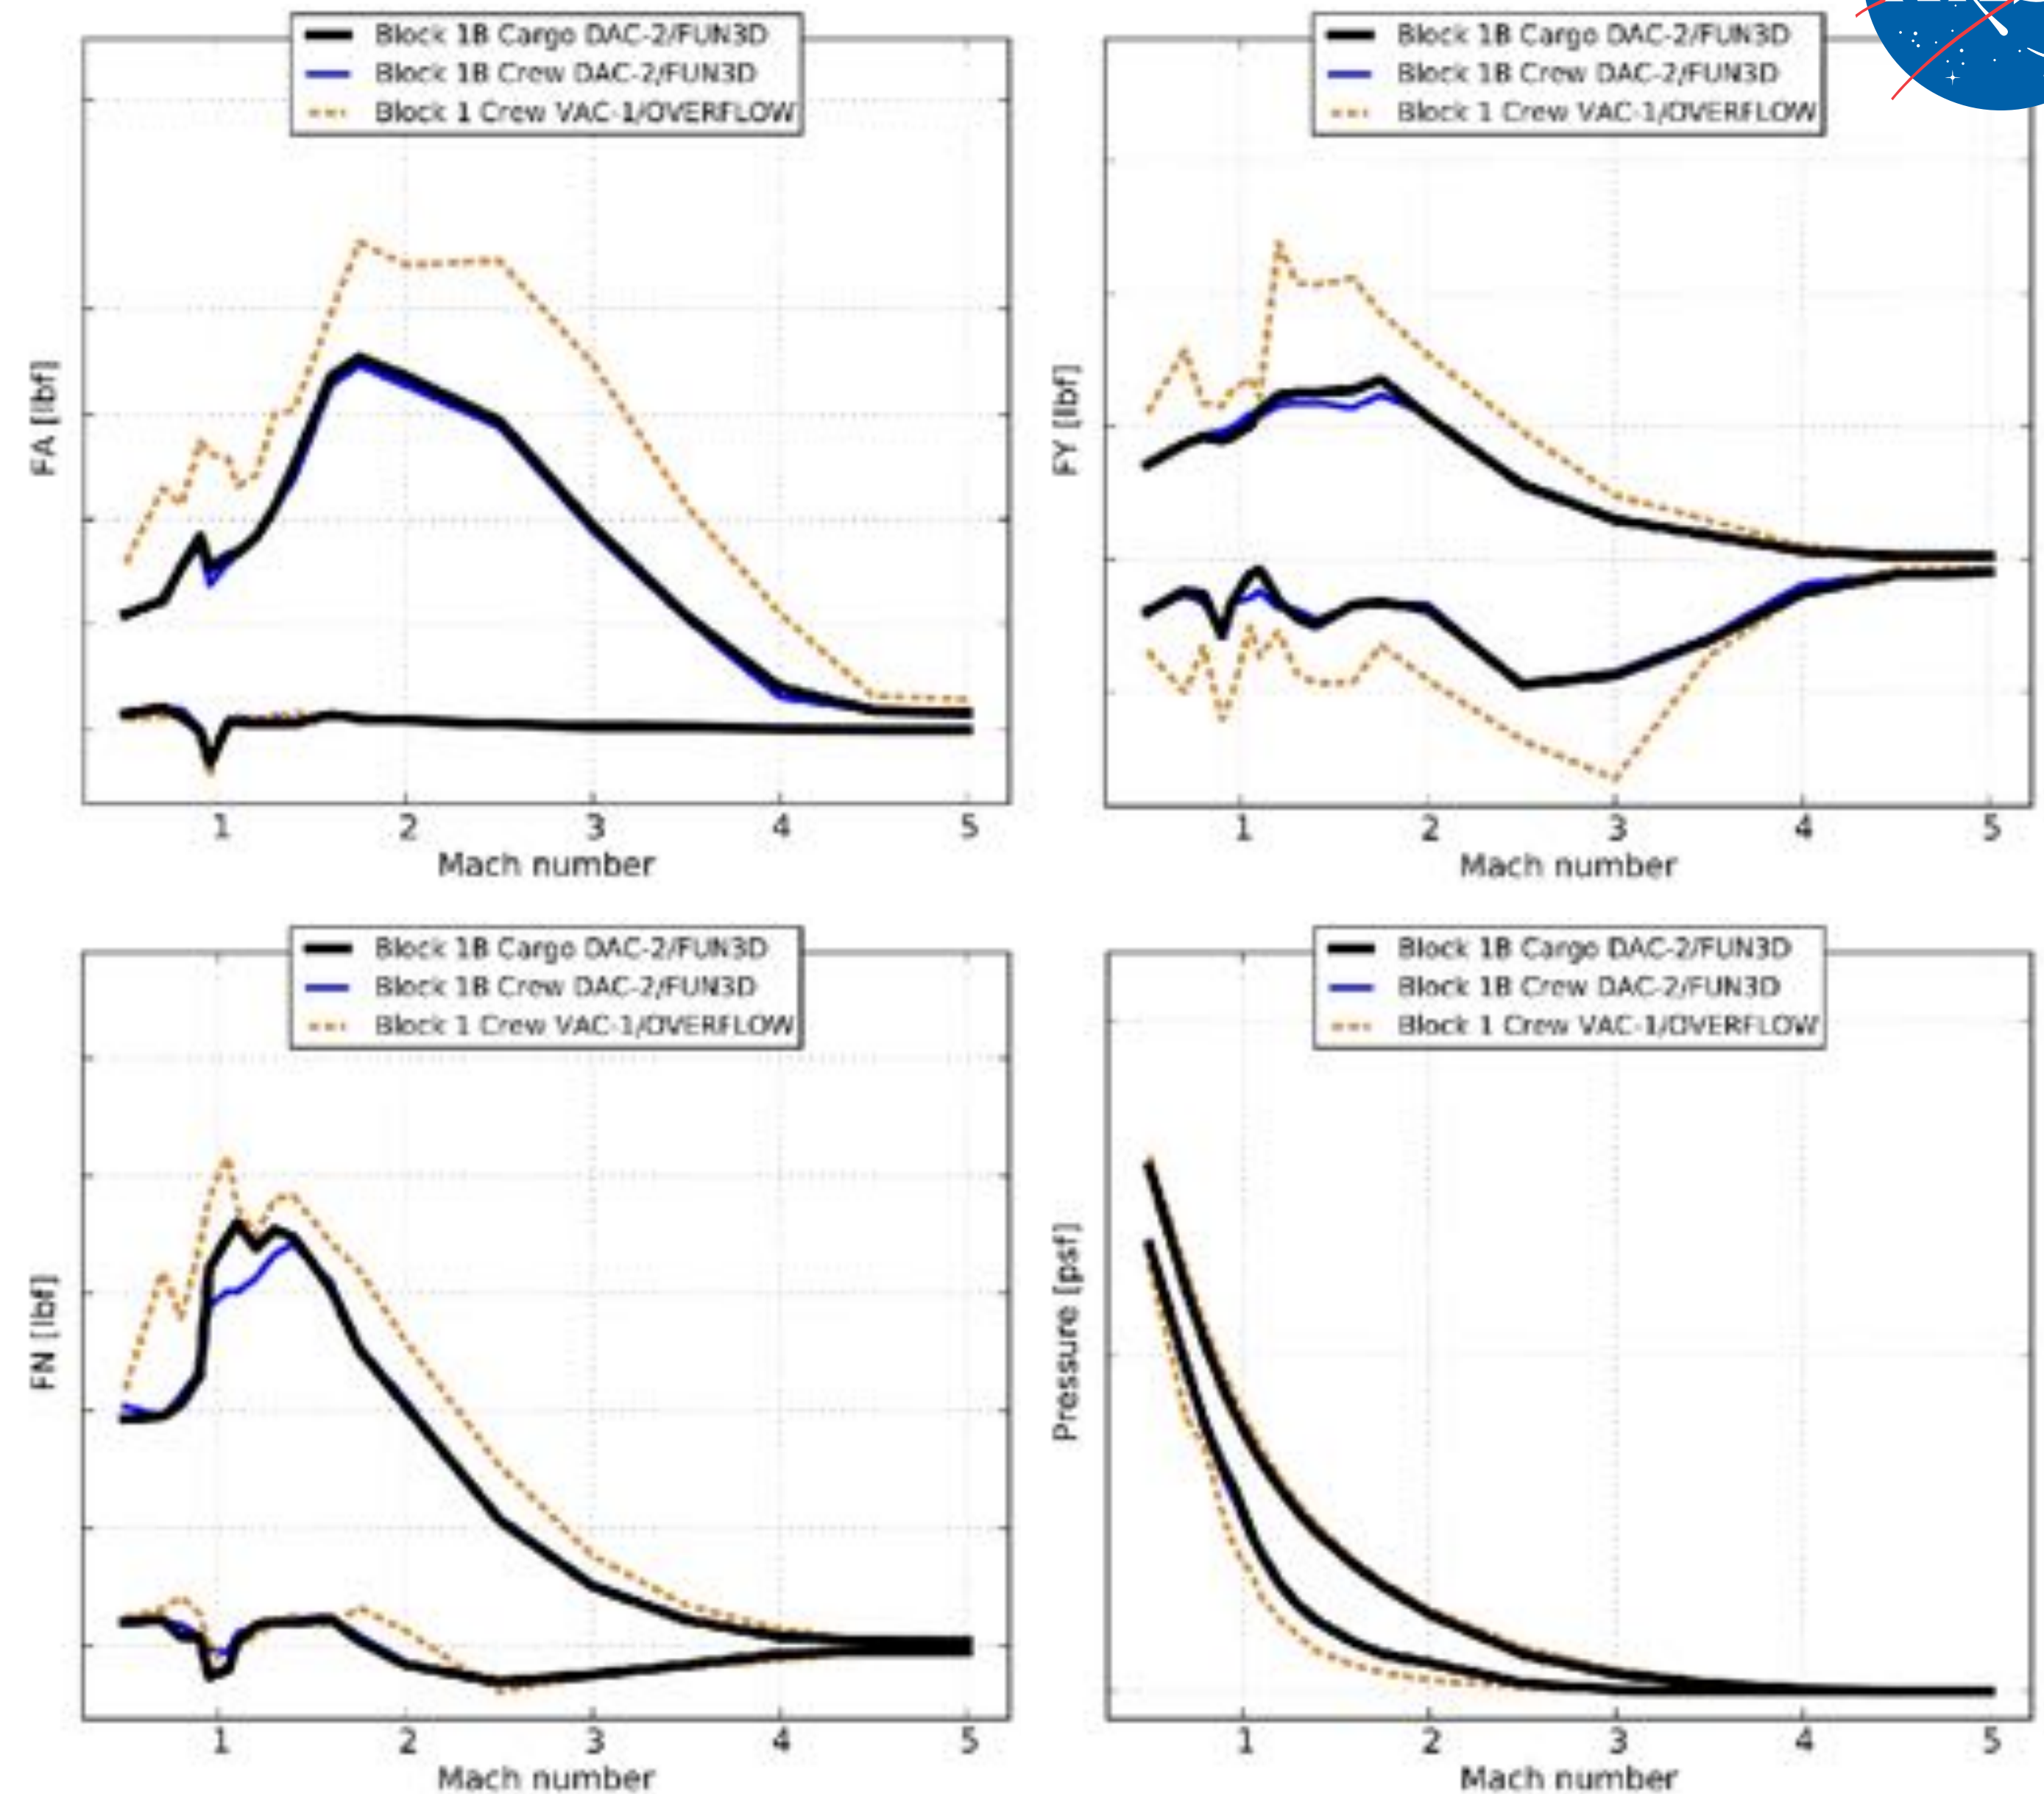 Block 1B Cargo DAC-2/FUN3D
Block 1B Crew DAC-2/FUN3D
Block 1 Crew VAC-1/OVERFLOW
FA [lbf]
1 2 3 4 5
Mach number
Block 1B Cargo DAC-2/FUN3D
Block 1B Crew DAC-2/FUN3D
Block 1 Crew VAC-1/OVERFLOW
FY [lbf]
1 2 3 4 5
Mach number
Block 1B Cargo DAC-2/FUN3D
Block 1B Crew DAC-2/FUN3D
Block 1 Crew VAC-1/OVERFLOW
FN [lbf]
1 2 3 4 5
Mach number
Block 1B Cargo DAC-2/FUN3D
Block 1B Crew DAC-2/FUN3D
Block 1 Crew VAC-1/OVERFLOW
Pressure [psf]
1 2 3 4 5
Mach number